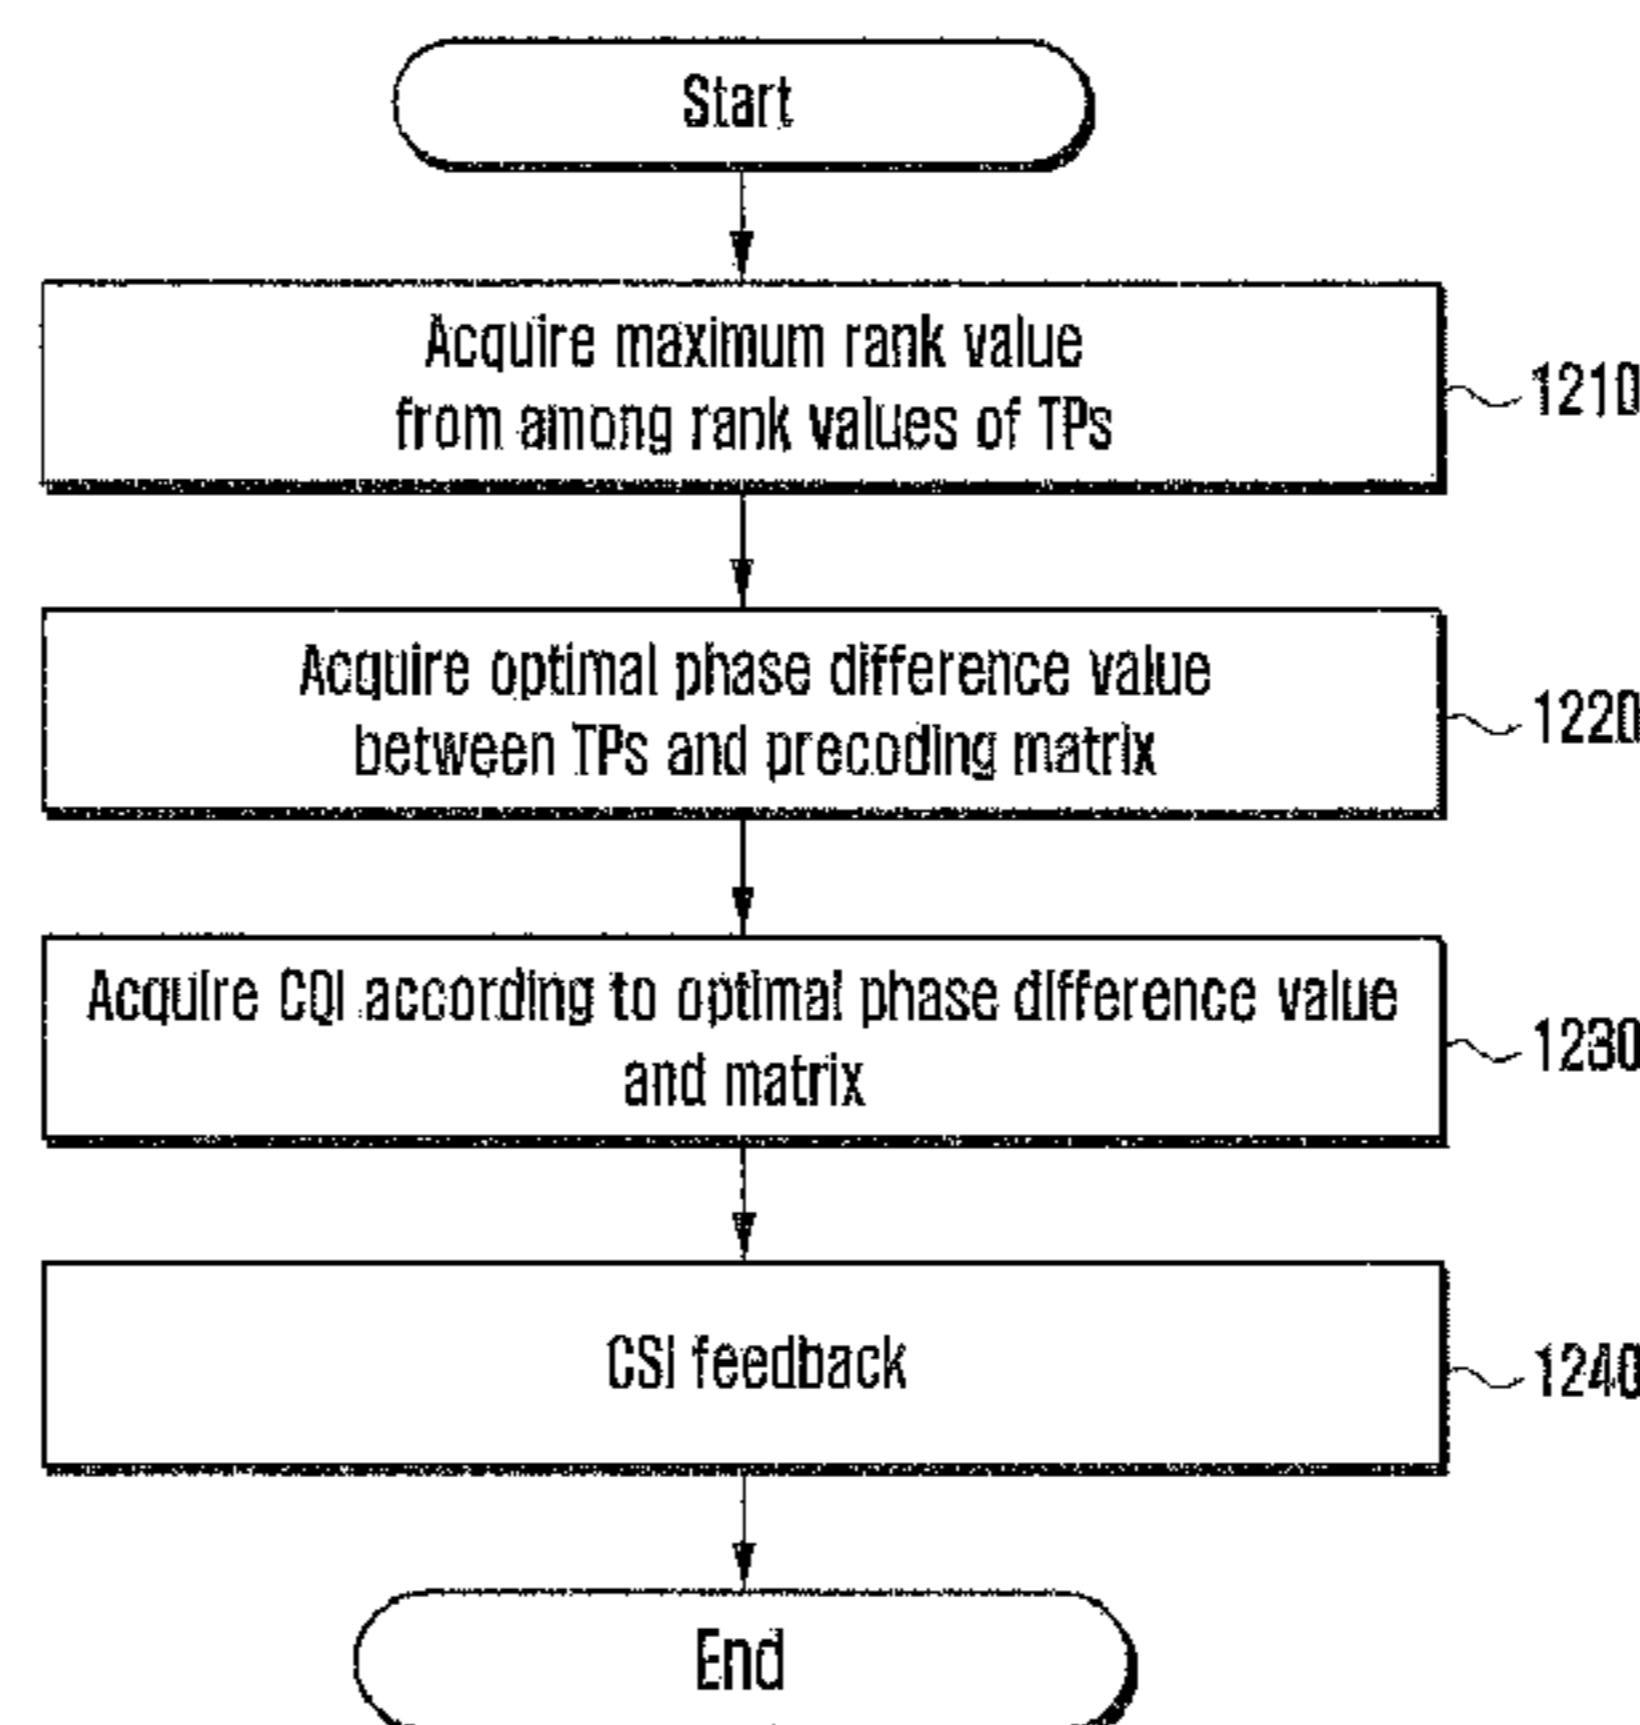 Start
Acquire maximum rank value
from among rank values of TPs
1210
Acquire optimal phase difference value
between TPs and precoding matrix
1220
Acquire CQI according to optimal phase difference value
and matrix
1230
CSI feedback
1240
End